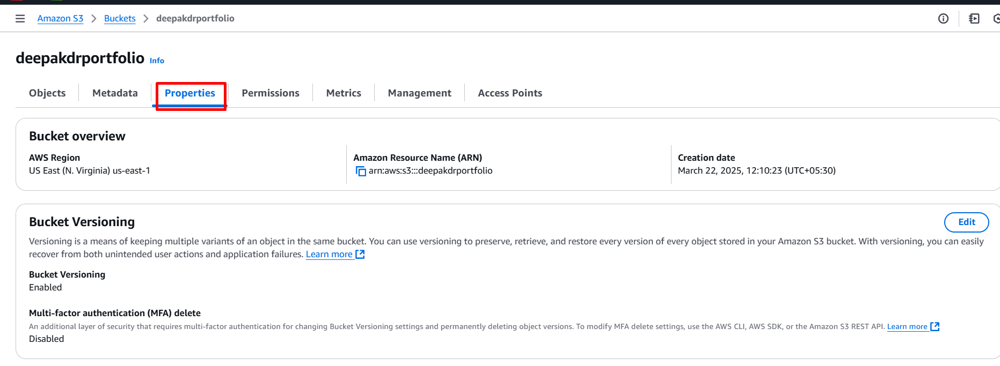 Amazon S3 > Buckets > deepakdrportfolio
deepakdrportfolio Info
Objects Metadata Properties Permissions Metrics Management Access Points
Bucket overview
AWS Region
US East (N. Virginia) us-east-1
Amazon Resource Name (ARN)
arn:aws:s3:::deepakdrportfolio
Creation date
March 22, 2025, 12:10:23 (UTC+05:30)
Bucket Versioning
Edit
Versioning is a means of keeping multiple variants of an object in the same bucket. You can use versioning to preserve, retrieve, and restore every version of every object stored in your Amazon S3 bucket. With versioning, you can easily
recover from both unintended user actions and application failures. Learn more
Bucket Versioning
Enabled
Multi-factor authentication (MFA) delete
An additional layer of security that requires multi-factor authentication for changing Bucket Versioning settings and permanently deleting object versions. To modify MFA delete settings, use the AWS CLI, AWS SDK, or the Amazon S3 REST API. Learn more
Disabled